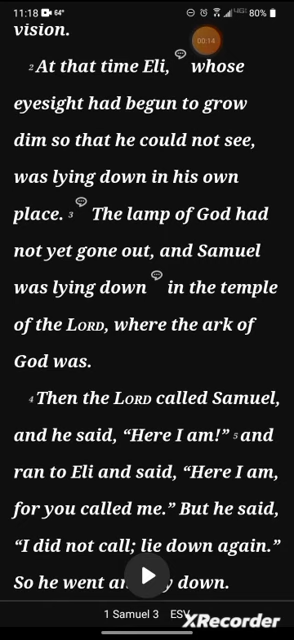 11:18 64° 80%
00:14
vision.
2 At that time Eli, whose
eyesight had begun to grow
dim so that he could not see,
was lying down in his own
place. 3 The lamp of God had
not yet gone out, and Samuel
was lying down in the temple
of the LORD, where the ark of
God was.
4 Then the LORD called Samuel,
and he said, “Here I am!” 5 and
ran to Eli and said, “Here I am,
for you called me.” But he said,
“I did not call; lie down again.”
So he went an y down.
1 Samuel 3 ESV
XRecorder